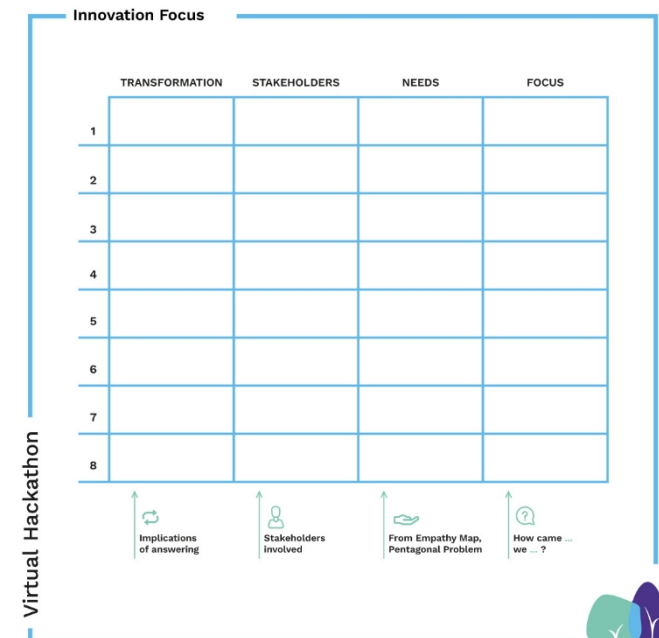 Innovation Focus
TRANSFORMATION STAKEHOLDERS NEEDS FOCUS
1
2
3
4
5
6
7
8
Implications
of answering
Stakeholders
involved
From Empathy Map,
Pentagonal Problem
How came ...
we ... ?
Virtual Hackathon